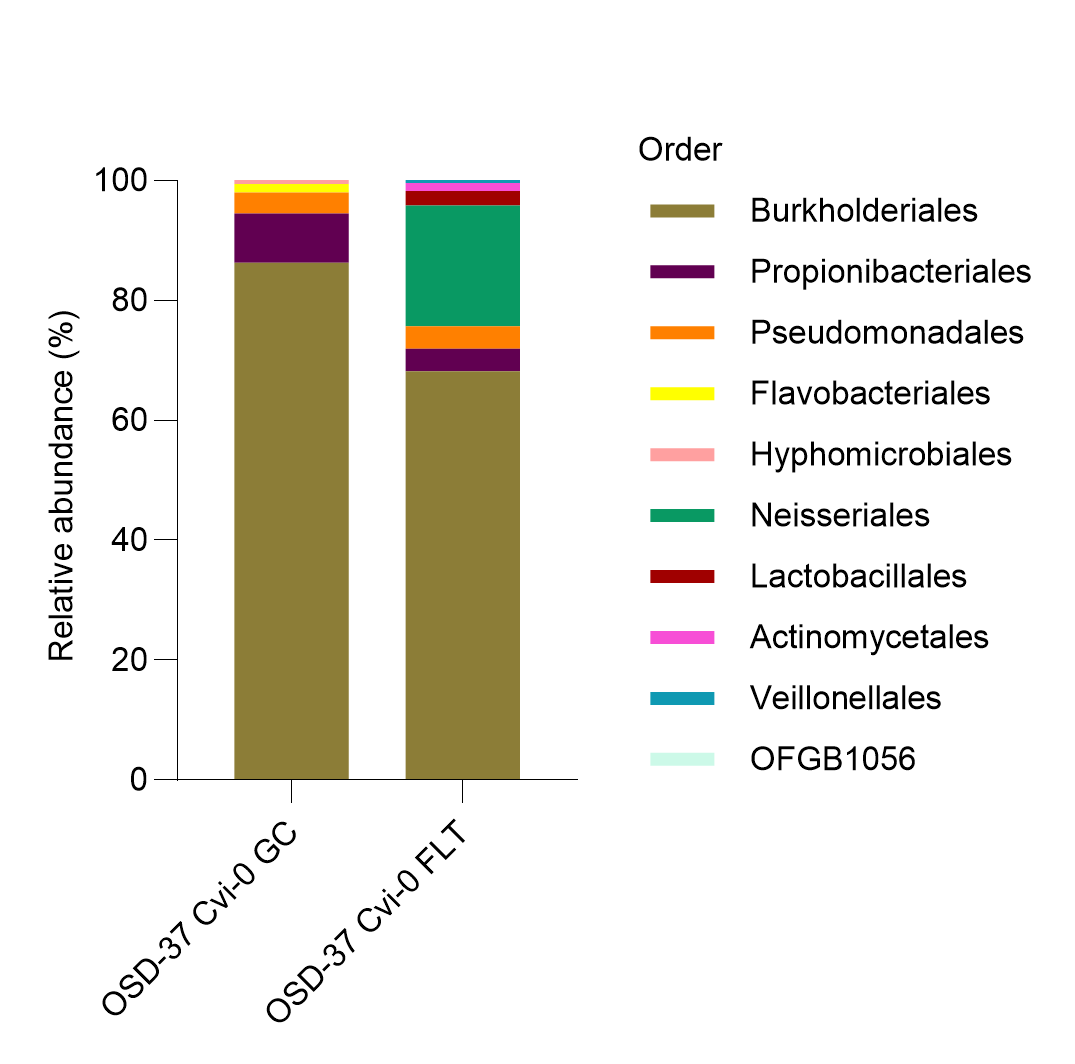 Order
Burkholderiales
Propionibacteriales
Pseudomonadales
Flavobacteriales
Hyphomicrobiales
Neisseriales
Lactobacillales
Actinomycetales
Veillonellales
OFGB1056
Relative abundance (%)
100
80
60
40
20
0
OSD-37 Cvi-0 GC
OSD-37 Cvi-0 FLT